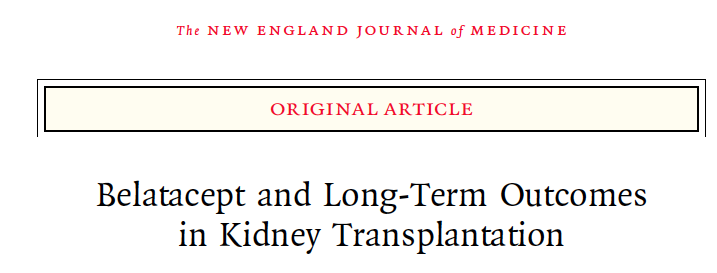 The NEW ENGLAND JOURNAL of MEDICINE
ORIGINAL ARTICLE
Belatacept and Long-Term Outcomes
in Kidney Transplantation